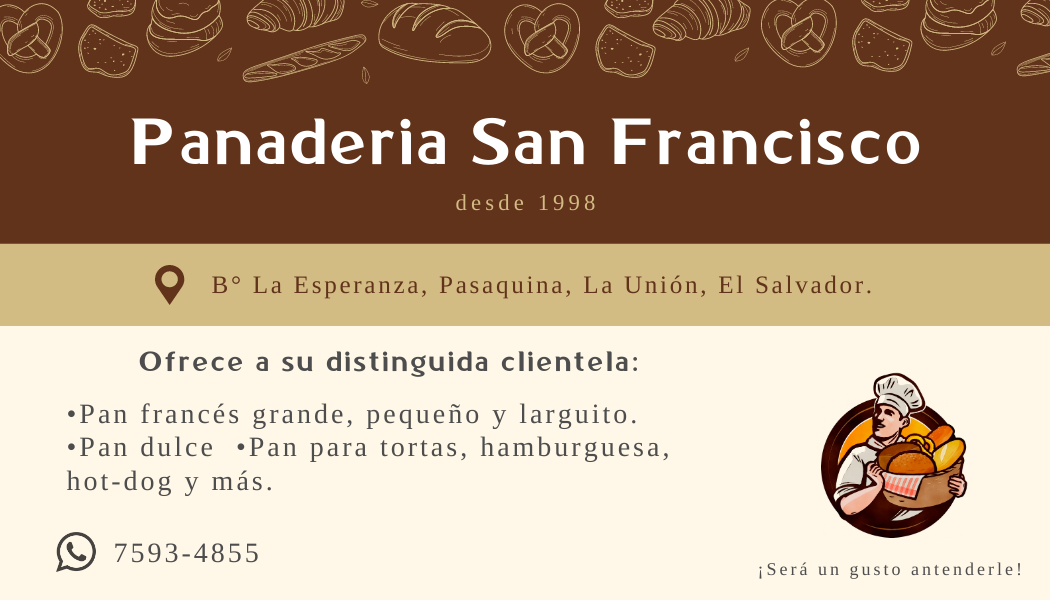 Panaderia San Francisco
desde 1998
B° La Esperanza, Pasaquina, La Unión, El Salvador.
Ofrece a su distinguida clientela:
•Pan francés grande, pequeño y larguito.
•Pan dulce •Pan para tortas, hamburguesa,
hot-dog y más.
7593-4855
¡Será un gusto antenderle!